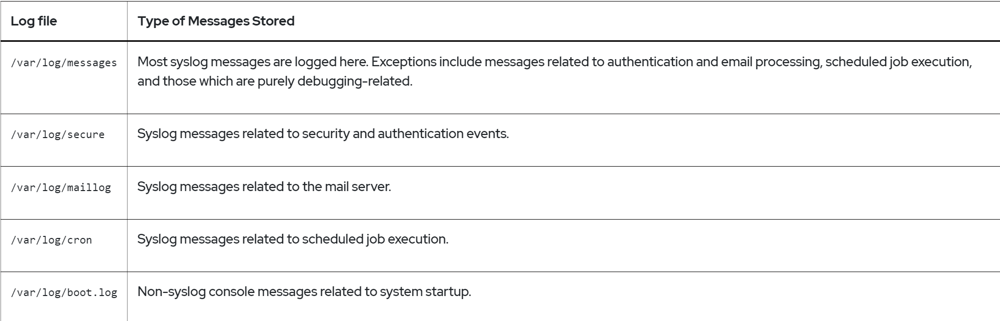 Log file Type of Messages Stored
/var/log/messages Most syslog messages are logged here. Exceptions include messages related to authentication and email processing, scheduled job execution,
and those which are purely debugging-related.
/var/log/secure Syslog messages related to security and authentication events.
/var/log/maillog Syslog messages related to the mail server.
/var/log/cron Syslog messages related to scheduled job execution.
/var/log/boot.log Non-syslog console messages related to system startup.